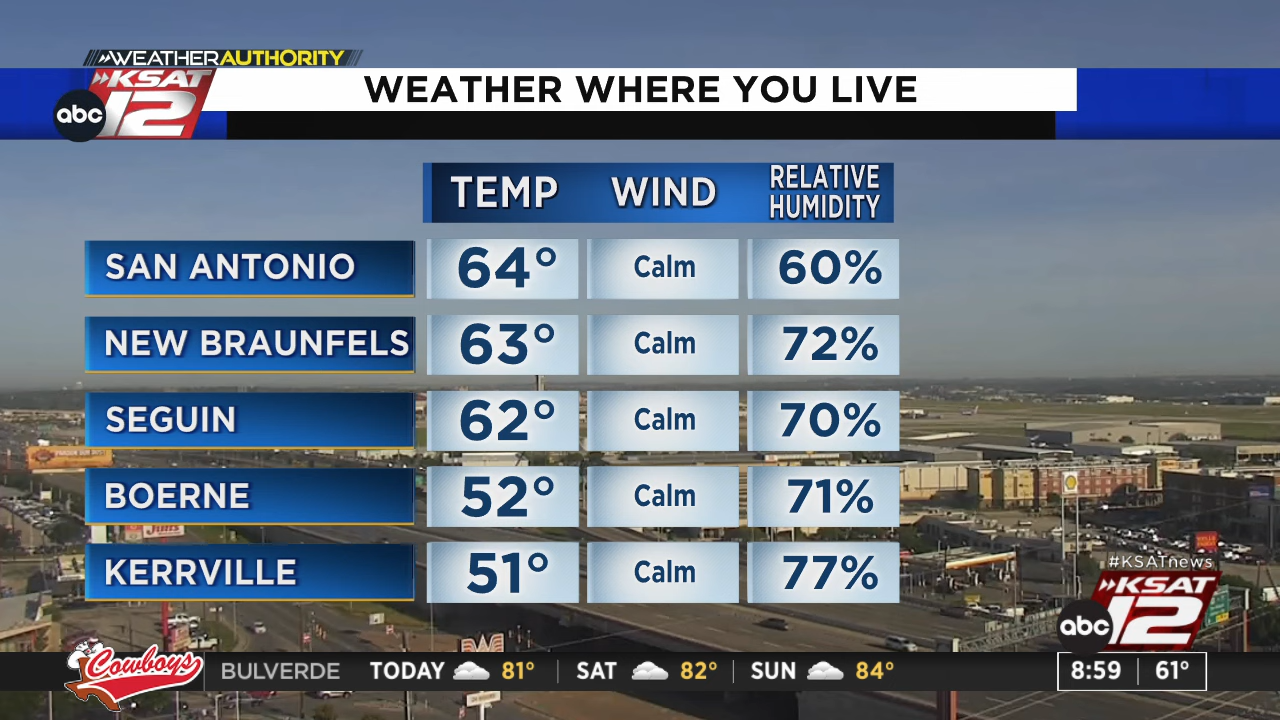 WEATHER AUTHORITY
KSAT
abc 12
WEATHER WHERE YOU LIVE
TEMP WIND RELATIVE HUMIDITY
SAN ANTONIO 64° Calm 60%
NEW BRAUNFELS 63° Calm 72%
SEGUIN 62° Calm 70%
BOERNE 52° Calm 71%
KERRVILLE 51° Calm 77%
#KSATnews
KSAT
abc 12
Cowboys BULVERDE TODAY 81° SAT 82° SUN 84° 8:59 61°